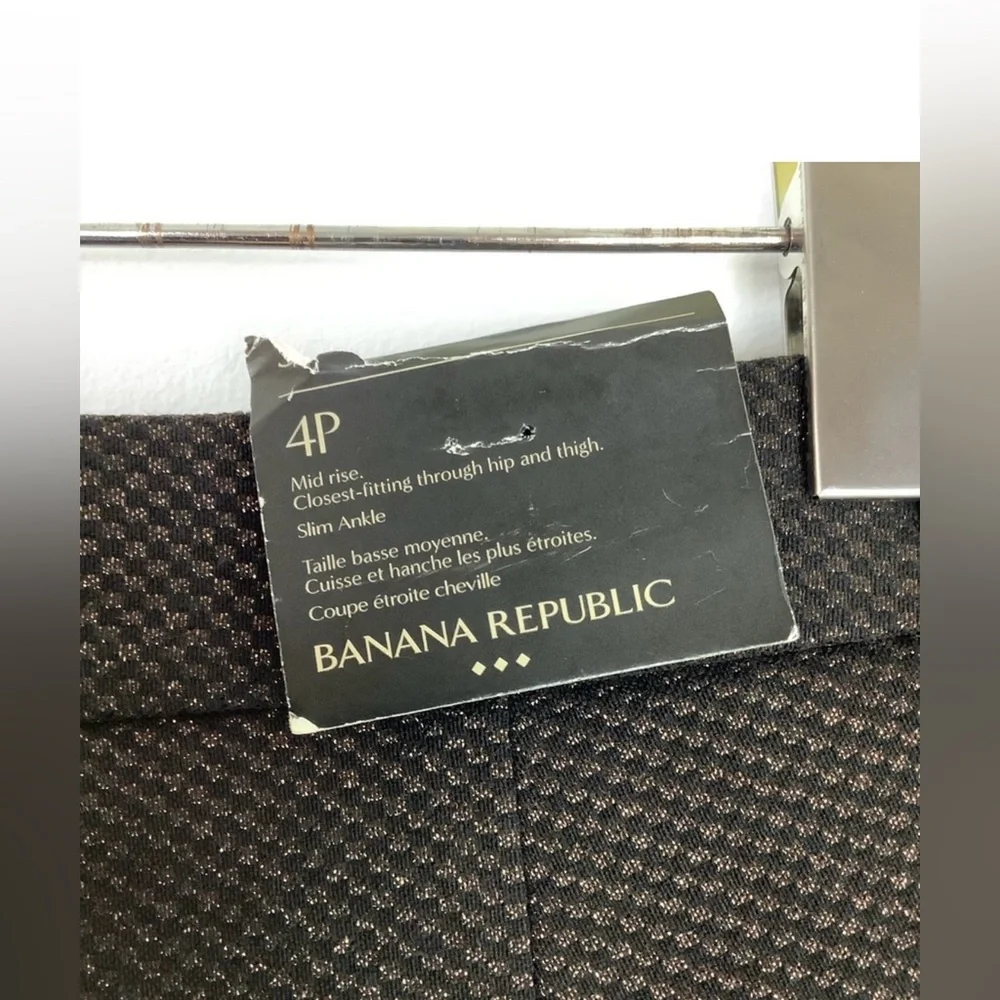 4P
Mid rise.
Closest-fitting through hip and thigh.
Slim Ankle
Taille basse moyenne.
Cuisse et hanche les plus étroites.
Coupe étroite cheville
BANANA REPUBLIC